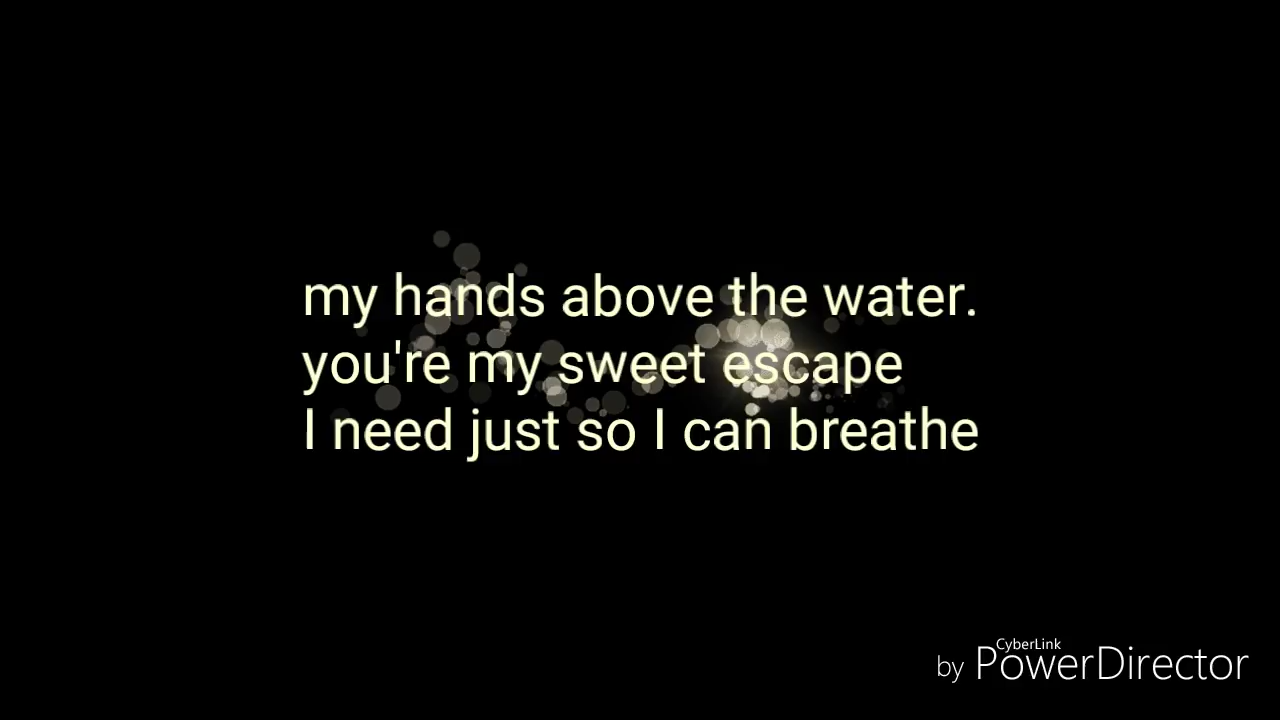 my hands above the water.
you're my sweet escape
I need just so I can breathe
CyberLink
by PowerDirector